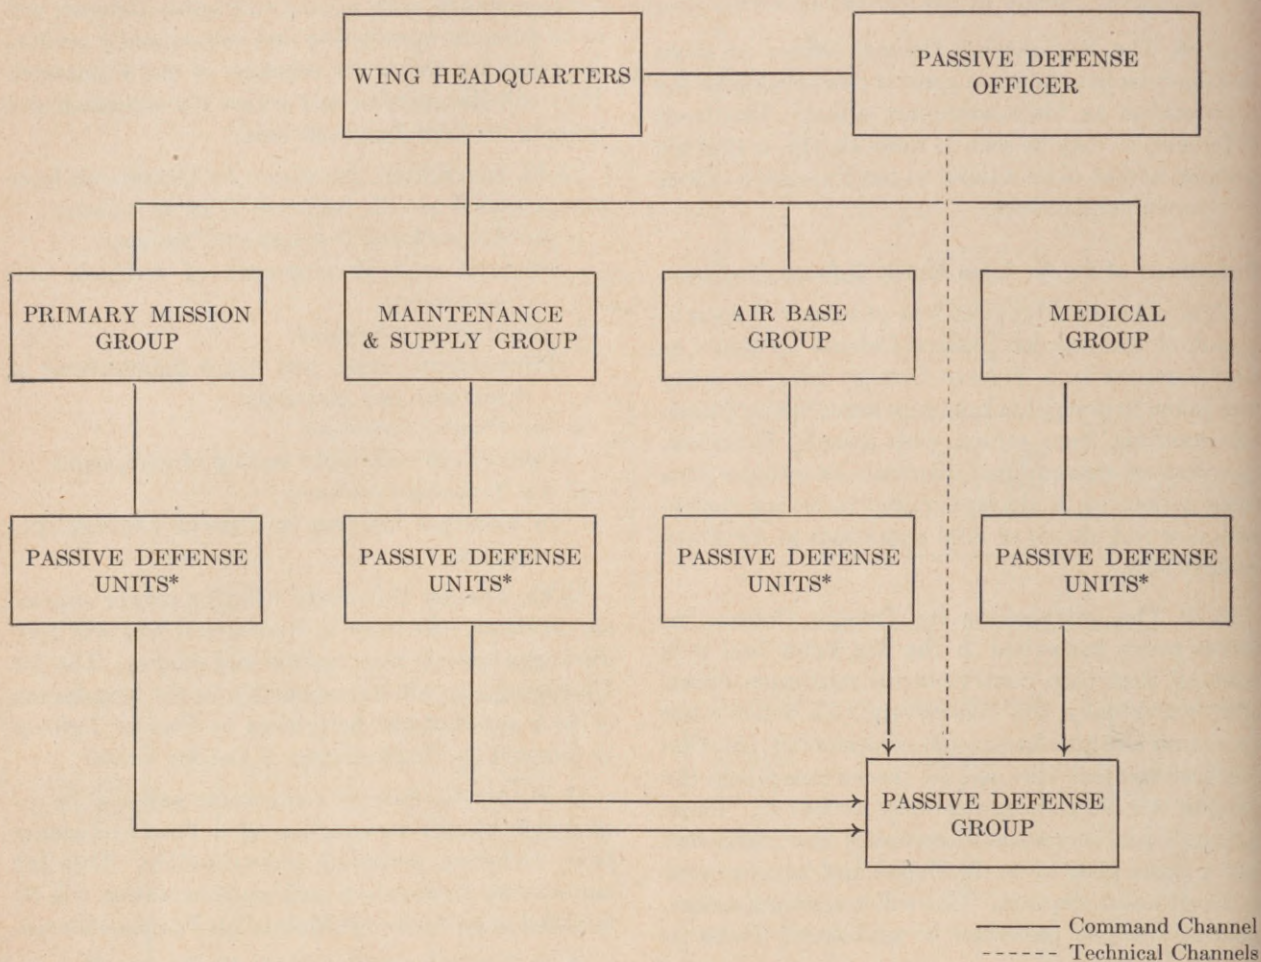 WING HEADQUARTERS
PASSIVE DEFENSE
OFFICER
PRIMARY MISSION
GROUP
MAINTENANCE
& SUPPLY GROUP
AIR BASE
GROUP
MEDICAL
GROUP
PASSIVE DEFENSE
UNITS*
PASSIVE DEFENSE
UNITS*
PASSIVE DEFENSE
UNITS*
PASSIVE DEFENSE
UNITS*
PASSIVE DEFENSE
GROUP
Command Channel
Technical Channels